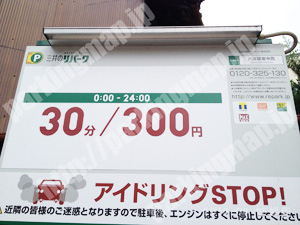 P 三井のリパーク
0120-325-130
http://www.repark.jp
0:00 - 24:00
30分/300円
アイドリングSTOP!
近隣の皆様のご迷惑となりますので駐車後、エンジンはすぐに停止してください